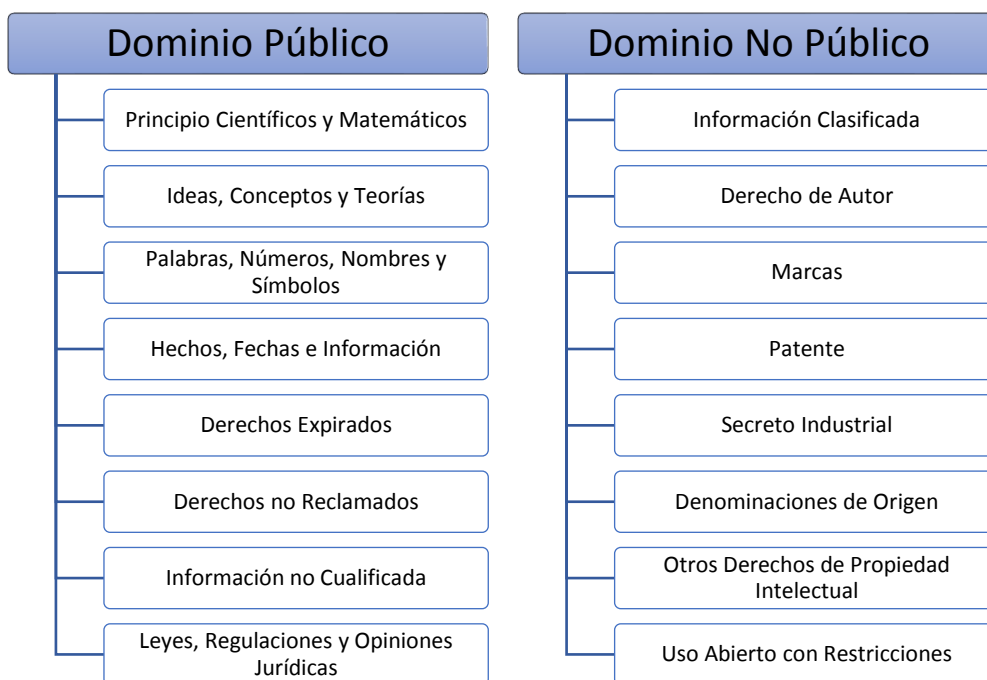 Dominio Público
Principio Científicos y Matemáticos
Ideas, Conceptos y Teorías
Palabras, Números, Nombres y
Símbolos
Hechos, Fechas e Información
Derechos Expirados
Derechos no Reclamados
Información no Cualificada
Leyes, Regulaciones y Opiniones
Jurídicas
Dominio No Público
Información Clasificada
Derecho de Autor
Marcas
Patente
Secreto Industrial
Denominaciones de Origen
Otros Derechos de Propiedad
Intelectual
Uso Abierto con Restricciones